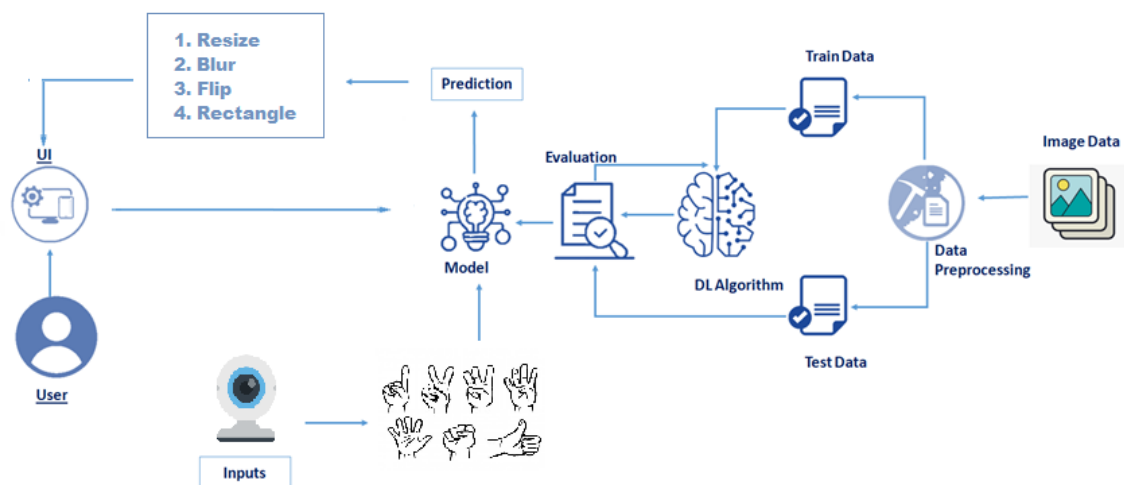 1. Resize
2. Blur
3. Flip
4. Rectangle
Prediction
Train Data
Image Data
UI
Evaluation
Model
DL Algorithm
Data
Preprocessing
Test Data
User
Inputs